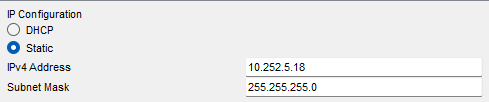 IP Configuration
DHCP
Static
IPv4 Address 10.252.5.18
Subnet Mask 255.255.255.0